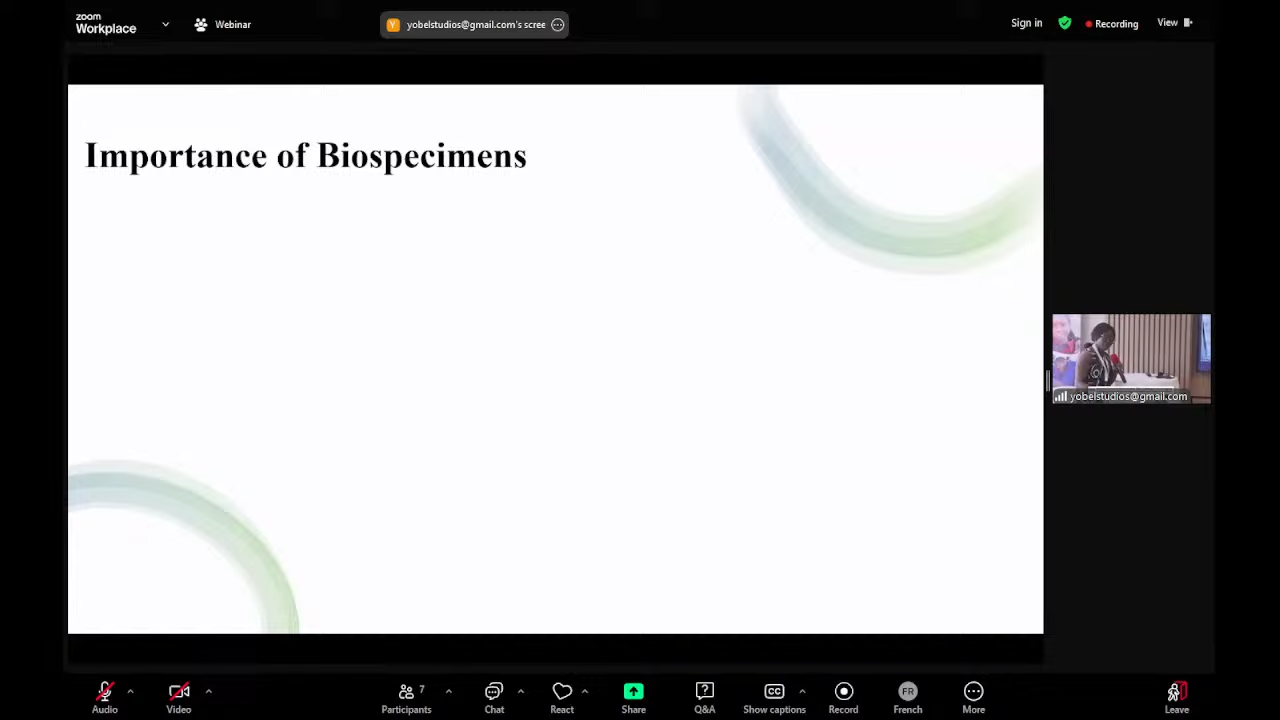 zoom
Workplace
Webinar
yobelstudios@gmail.com's scree
Sign in
Recording
View
Importance of Biospecimens
yobelstudios@gmail.com
Audio
Video
Participants
7
Chat
React
Share
Q&A
CC
Show captions
Record
FR
French
More
Leave